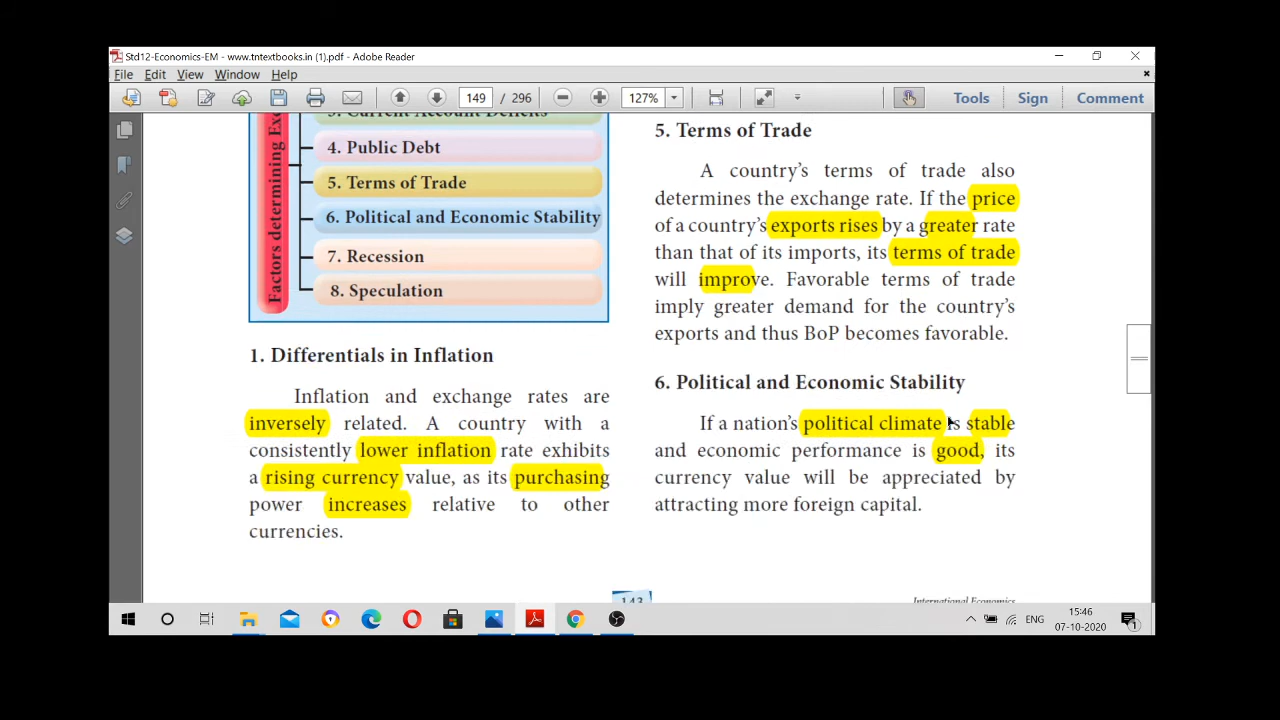 Std12-Economics-EM - www.tntextbooks.in (1).pdf - Adobe Reader
File Edit View Window Help
149 / 296 127% Tools Sign Comment
Factors determining
3. Current Account Deficits
4. Public Debt
5. Terms of Trade
6. Political and Economic Stability
7. Recession
8. Speculation
1. Differentials in Inflation
Inflation and exchange rates are
inversely related. A country with a
consistently lower inflation rate exhibits
a rising currency value, as its purchasing
power increases relative to other
currencies.
5. Terms of Trade
A country's terms of trade also
determines the exchange rate. If the price
of a country's exports rises by a greater rate
than that of its imports, its terms of trade
will improve. Favorable terms of trade
imply greater demand for the country's
exports and thus BoP becomes favorable.
6. Political and Economic Stability
If a nation's political climate is stable
and economic performance is good, its
currency value will be appreciated by
attracting more foreign capital.
143
International Economics
ENG
15:46
07-10-2020
1